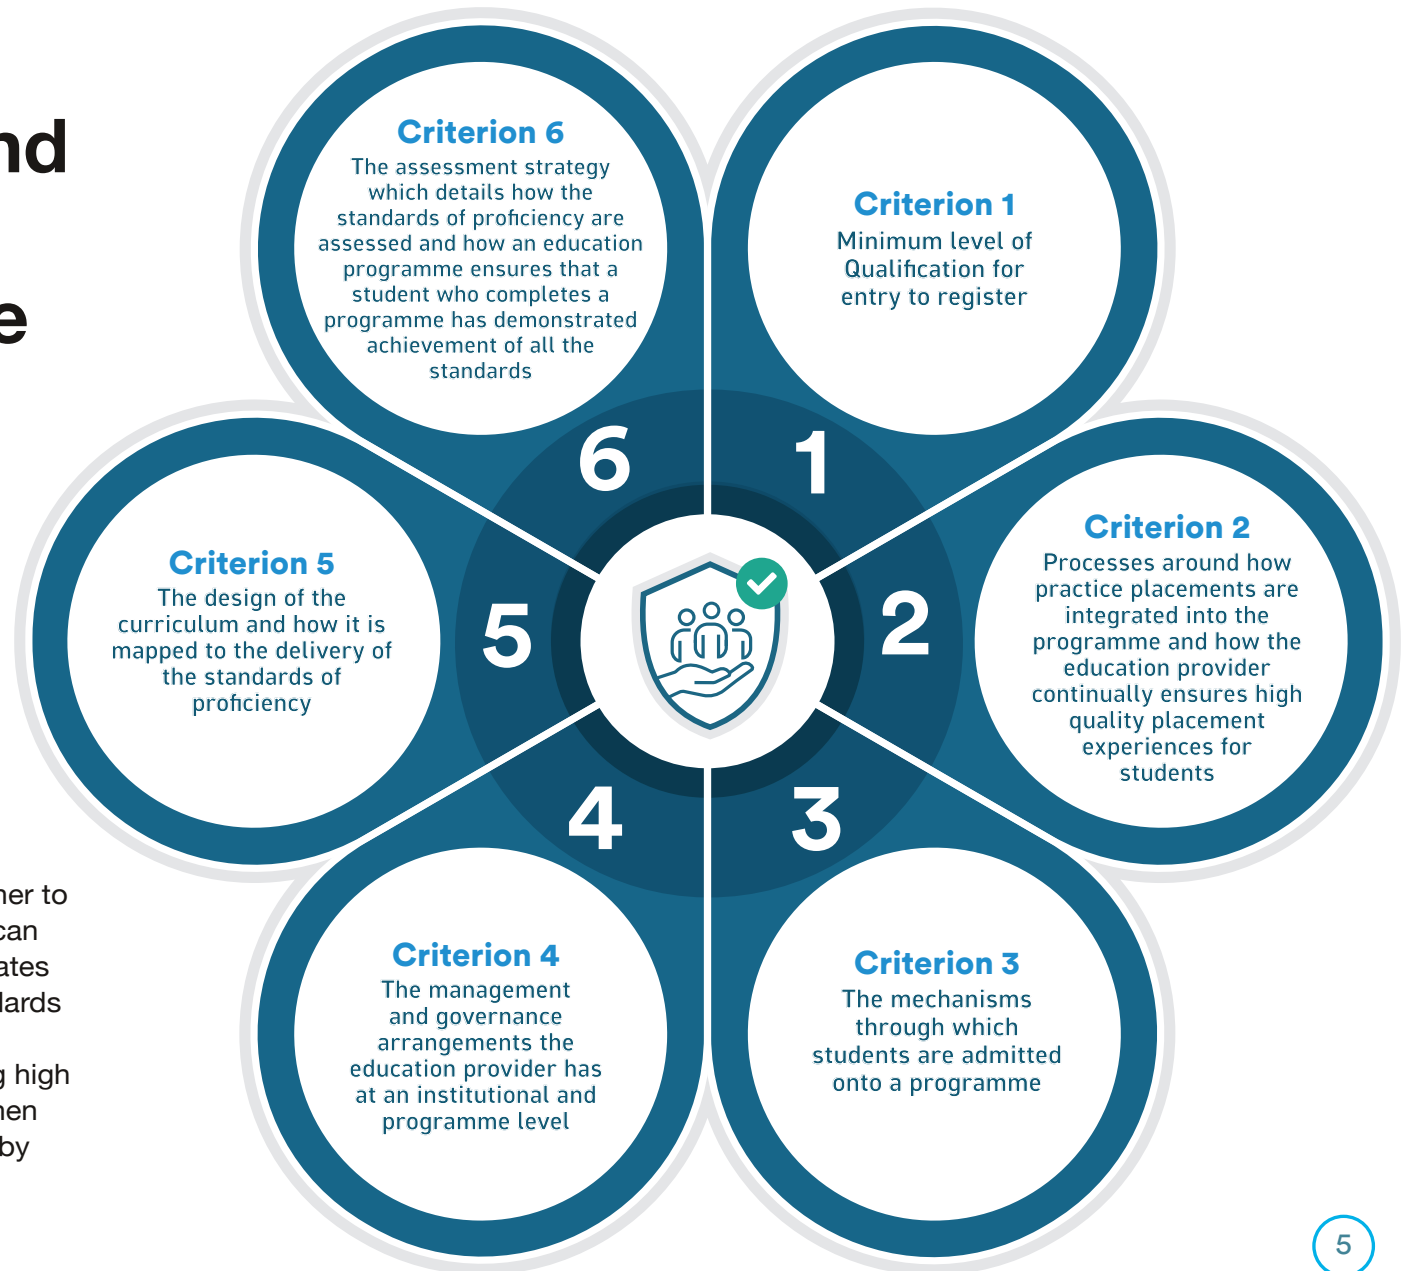 nd
e
ner to
can
ates
lards
g high
hen
by
Criterion 1
Minimum level of
Qualification for
entry to register
Criterion 2
Processes around how
practice placements are
integrated into the
programme and how the
education provider
continually ensures high
quality placement
experiences for
students
Criterion 3
The mechanisms
through which
students are admitted
onto a programme
Criterion 4
The management
and governance
arrangements the
education provider has
at an institutional and
programme level
Criterion 5
The design of the
curriculum and how it is
mapped to the delivery of
the standards of
proficiency
Criterion 6
The assessment strategy
which details how the
standards of proficiency are
assessed and how an education
programme ensures that a
student who completes a
programme has demonstrated
achievement of all the
standards
1
2
3
4
5
6
5